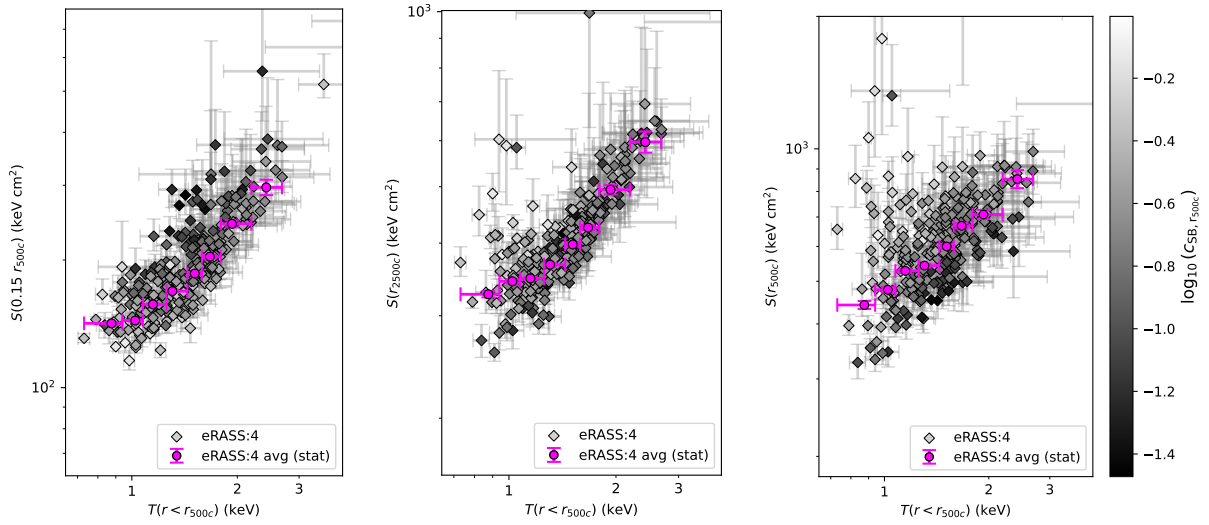 S(0.15 r500c) (keV cm²)
10²
1
2
3
T(r < r500c) (keV)
eRASS:4
eRASS:4 avg (stat)
S(r2500c) (keV cm²)
10³
1
2
3
T(r < r500c) (keV)
eRASS:4
eRASS:4 avg (stat)
S(r500c) (keV cm²)
10³
1
2
3
T(r < r500c) (keV)
eRASS:4
eRASS:4 avg (stat)
−0.2
−0.4
−0.6
−0.8
−1.0
−1.2
−1.4
log10 (cSB, r500c)